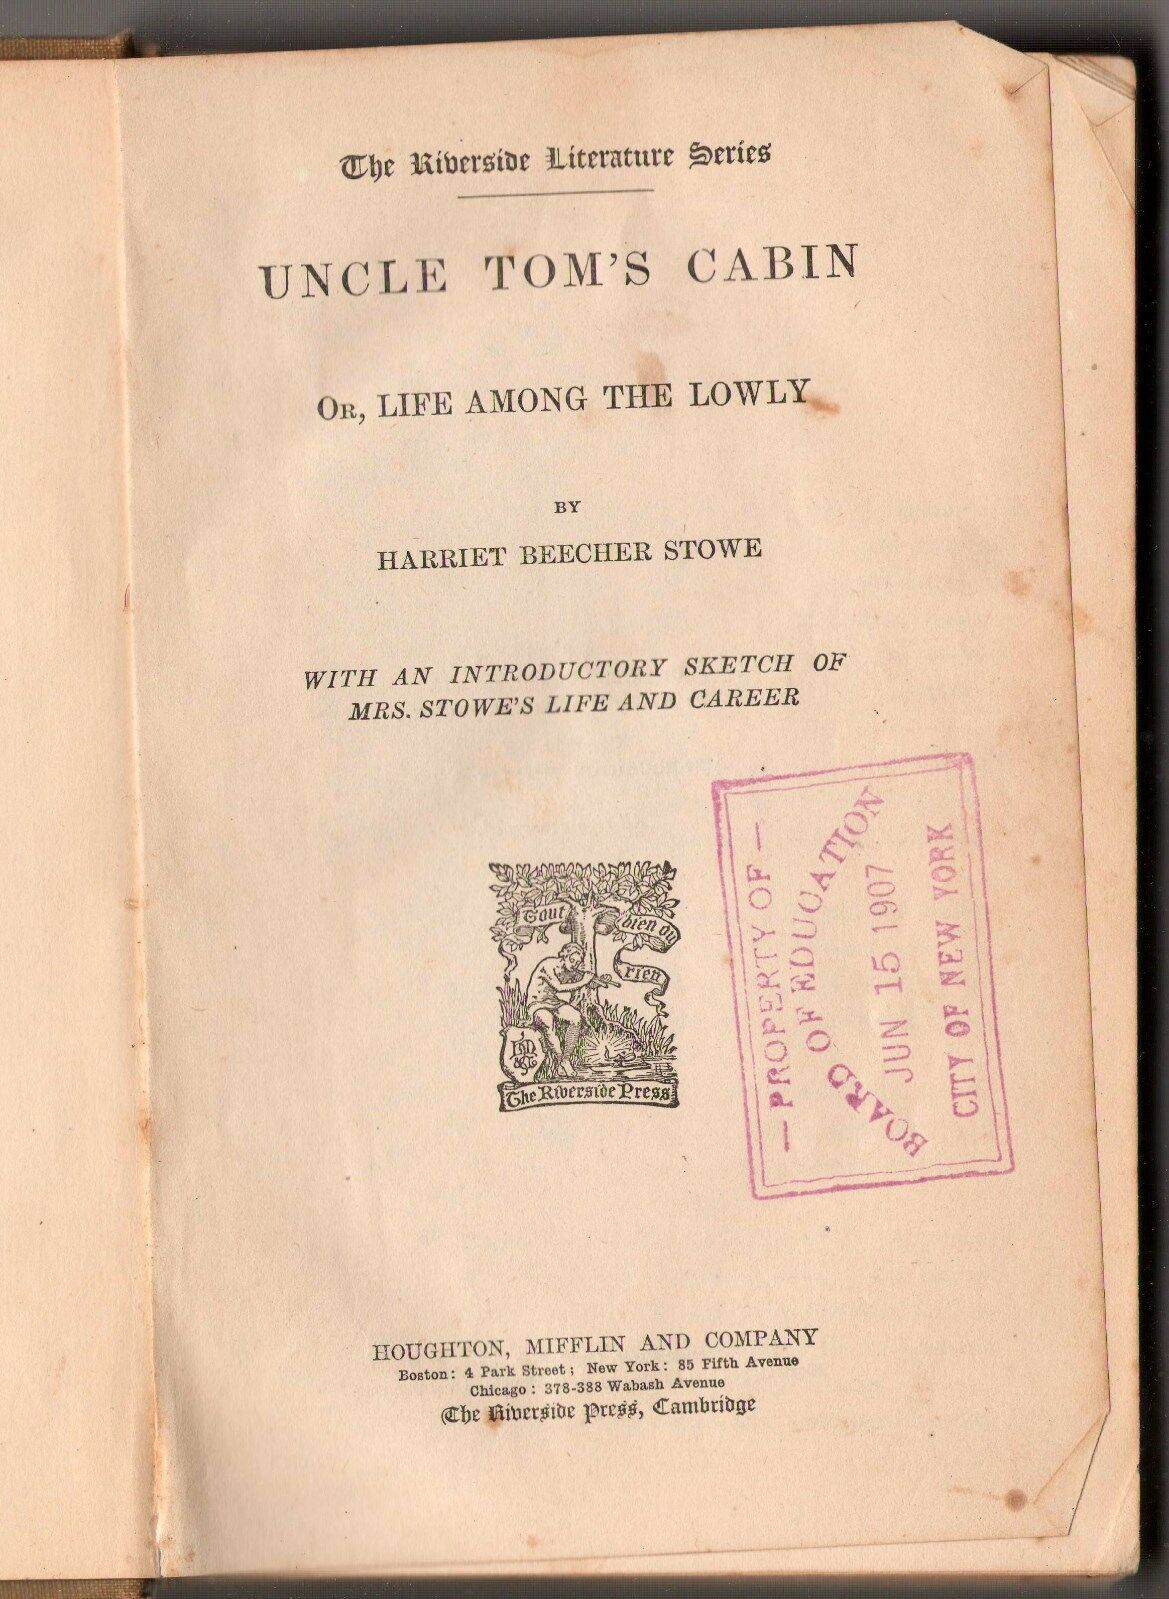 The Riverside Literature Series
UNCLE TOM'S CABIN
OR, LIFE AMONG THE LOWLY
BY
HARRIET BEECHER STOWE
WITH AN INTRODUCTORY SKETCH OF
MRS. STOWE'S LIFE AND CAREER
Tout bien ou rien
The Riverside Press
— PROPERTY OF —
BOARD OF EDUCATION
JUN 15 1907
CITY OF NEW YORK
HOUGHTON, MIFFLIN AND COMPANY
Boston: 4 Park Street; New York: 85 Fifth Avenue
Chicago: 378-388 Wabash Avenue
The Riverside Press, Cambridge